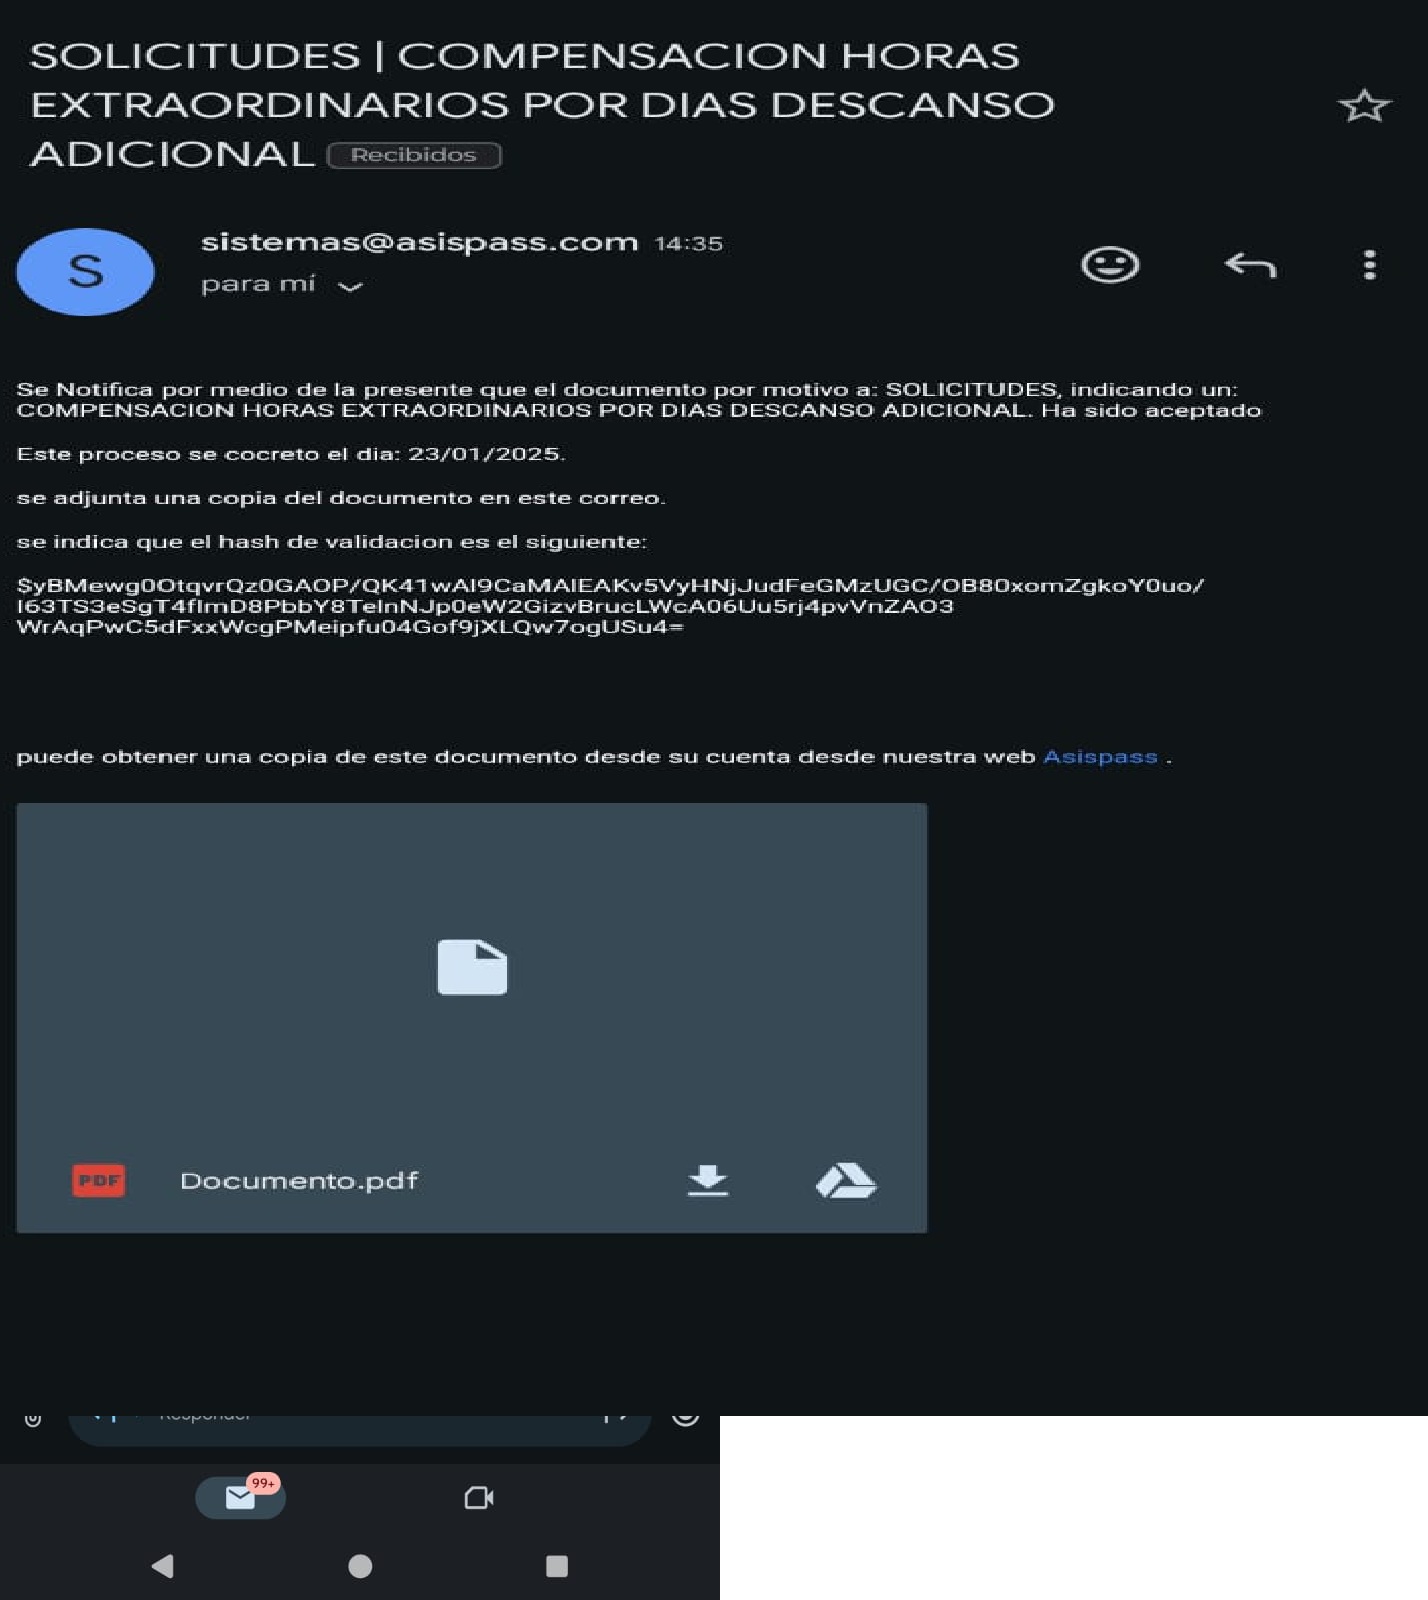 SOLICITUDES | COMPENSACION HORAS
EXTRAORDINARIOS POR DIAS DESCANSO
ADICIONAL Recibidos
S
sistemas@asispass.com 14:35
para mí
Se Notifica por medio de la presente que el documento por motivo a: SOLICITUDES, indicando un:
COMPENSACION HORAS EXTRAORDINARIOS POR DIAS DESCANSO ADICIONAL. Ha sido aceptado
Este proceso se cocreto el dia: 23/01/2025.
se adjunta una copia del documento en este correo.
se indica que el hash de validacion es el siguiente:
$yBMewg0OtqvrQz0GAOP/QK41wAI9CaMAIEAKv5VyHNjJudFeGMzUGC/OB80xomZgkoY0uo/
I63TS3eSgT4fImD8PbbY8TeInNJp0eW2GizvBrucLWcA06Uu5rj4pvVnZAO3
WrAqPwC5dFxxWcgPMeipfu04Gof9jXLQw7ogUSu4=
puede obtener una copia de este documento desde su cuenta desde nuestra web Asispass .
PDF Documento.pdf
Responder
99+